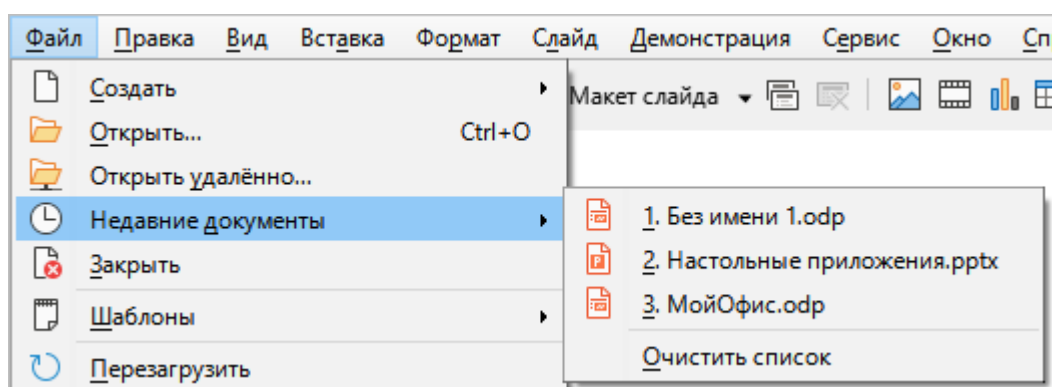 Файл Правка Вид Вставка Формат Слайд Демонстрация Сервис Окно
Создать
Макет слайда
Открыть... Ctrl+O
Открыть удалённо...
Недавние документы
1. Без имени 1.odp
2. Настольные приложения.pptx
3. МойОфис.odp
Очистить список
Закрыть
Шаблоны
Перезагрузить